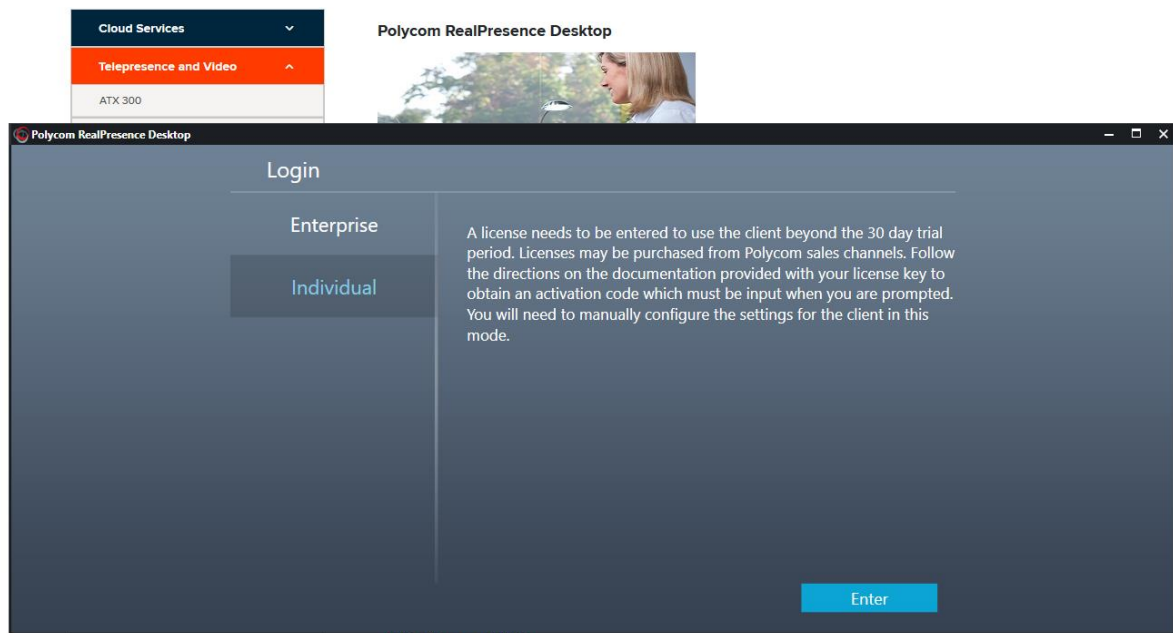 Cloud Services
Polycom RealPresence Desktop
Telepresence and Video
ATX 300
Polycom RealPresence Desktop
Login
Enterprise
Individual
A license needs to be entered to use the client beyond the 30 day trial
period. Licenses may be purchased from Polycom sales channels. Follow
the directions on the documentation provided with your license key to
obtain an activation code which must be input when you are prompted.
You will need to manually configure the settings for the client in this
mode.
Enter